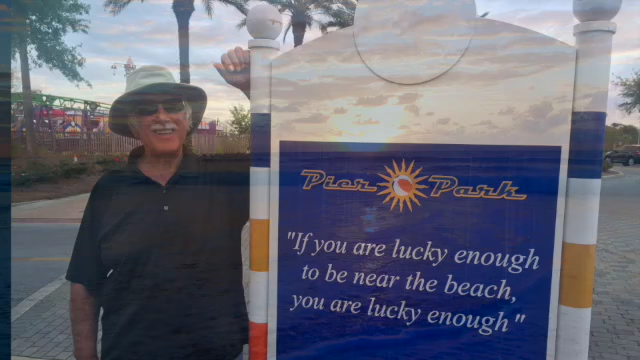 Pier Park
"If you are lucky enough
to be near the beach,
you are lucky enough"